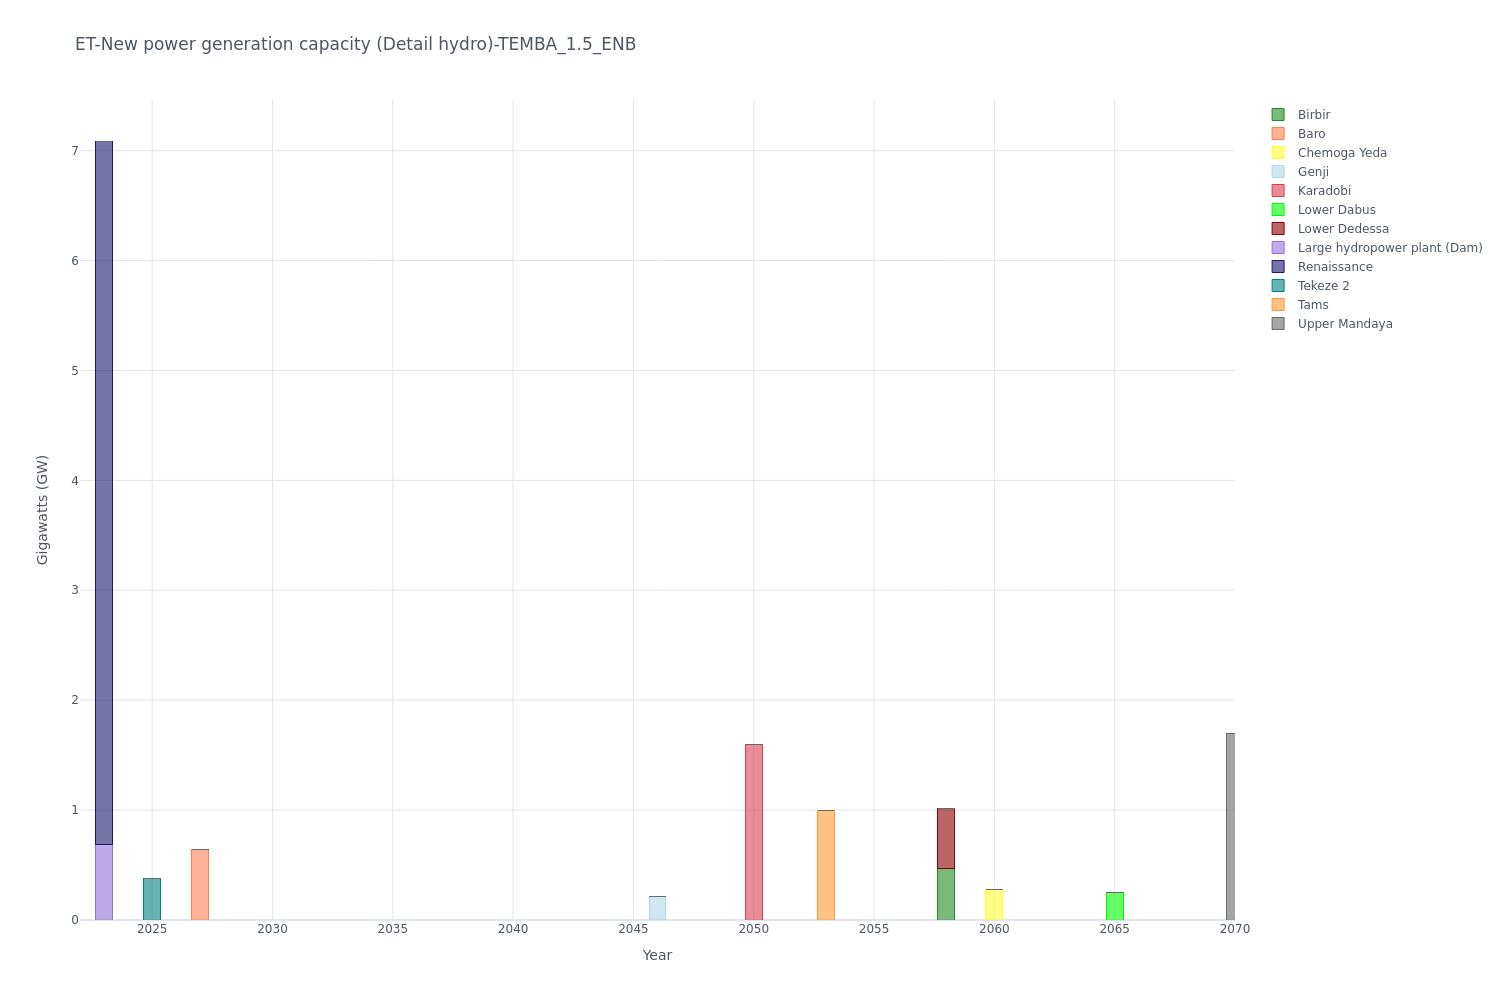 ET-New power generation capacity (Detail hydro)-TEMBA_1.5_ENB
Birbir
Baro
Chemoga Yeda
Genji
Karadobi
Lower Dabus
Lower Dedessa
Large hydropower plant (Dam)
Renaissance
Tekeze 2
Tams
Upper Mandaya
7
6
5
4
3
2
1
0
Gigawatts (GW)
2025 2030 2035 2040 2045 2050 2055 2060 2065 2070
Year